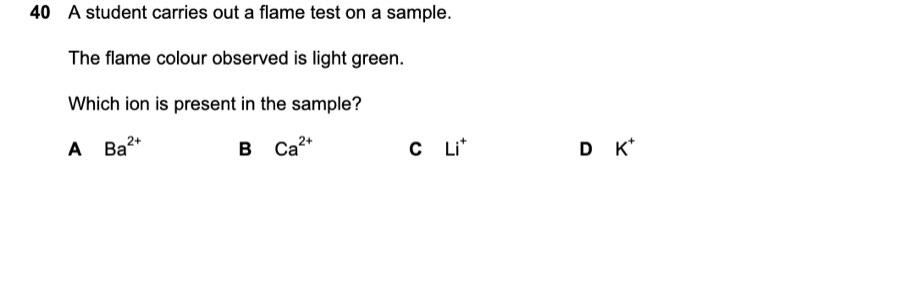 40 A student carries out a flame test on a sample.
The flame colour observed is light green.
Which ion is present in the sample?
A Ba²⁺ B Ca²⁺ C Li⁺ D K⁺